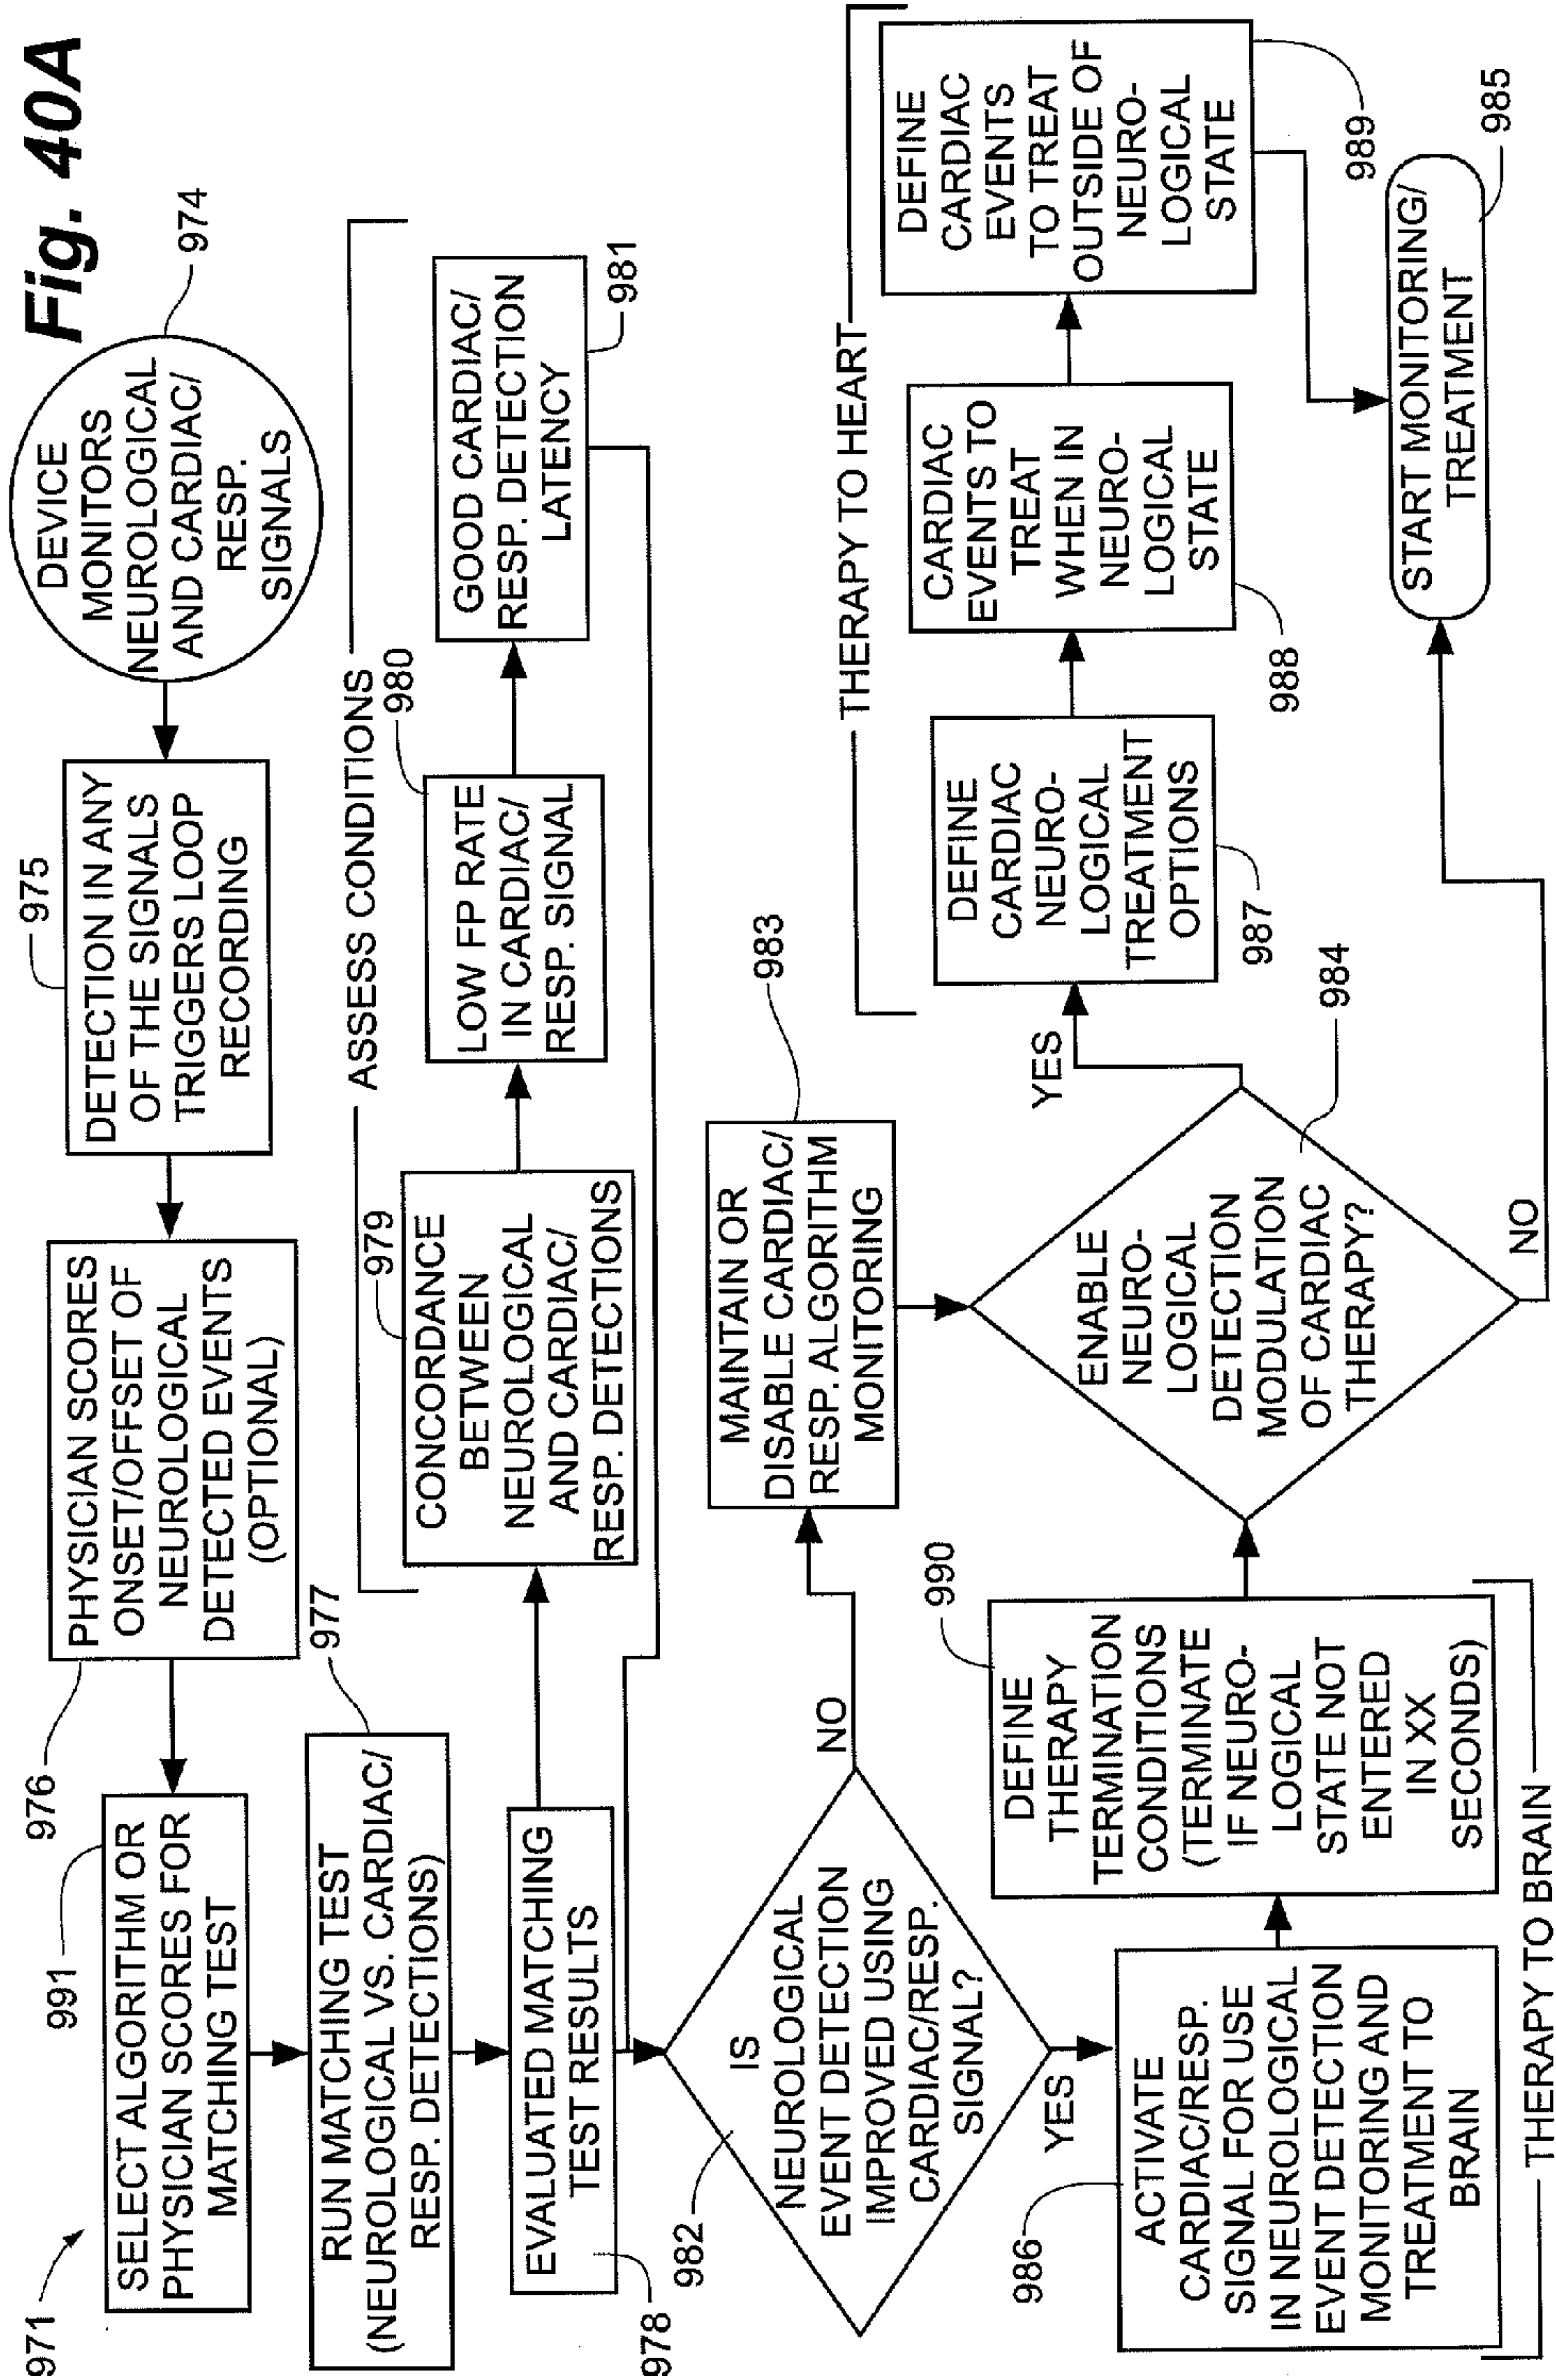 Fig. 40A
971
974
DEVICE
MONITORS
NEUROLOGICAL
AND CARDIAC/
RESP.
SIGNALS
975
DETECTION IN ANY
OF THE SIGNALS
TRIGGERS LOOP
RECORDING
976
PHYSICIAN SCORES
ONSET/OFFSET OF
NEUROLOGICAL
DETECTED EVENTS
(OPTIONAL)
991
SELECT ALGORITHM OR
PHYSICIAN SCORES FOR
MATCHING TEST
977
RUN MATCHING TEST
(NEUROLOGICAL VS. CARDIAC/
RESP. DETECTIONS)
978
EVALUATED MATCHING
TEST RESULTS
ASSESS CONDITIONS
979
CONCORDANCE
BETWEEN
NEUROLOGICAL
AND CARDIAC/
RESP. DETECTIONS
980
LOW FP RATE
IN CARDIAC/
RESP. SIGNAL
981
GOOD CARDIAC/
RESP. DETECTION
LATENCY
982
IS
NEUROLOGICAL
EVENT DETECTION
IMPROVED USING
CARDIAC/RESP.
SIGNAL?
NO
YES
983
MAINTAIN OR
DISABLE CARDIAC/
RESP. ALGORITHM
MONITORING
986
ACTIVATE
CARDIAC/RESP.
SIGNAL FOR USE
IN NEUROLOGICAL
EVENT DETECTION
MONITORING AND
TREATMENT TO
BRAIN
990
DEFINE
THERAPY
TERMINATION
CONDITIONS
(TERMINATE
IF NEURO-
LOGICAL
STATE NOT
ENTERED
IN XX
SECONDS)
THERAPY TO BRAIN
984
ENABLE
NEURO-
LOGICAL
DETECTION
MODULATION
OF CARDIAC
THERAPY?
YES
NO
THERAPY TO HEART
987
DEFINE
CARDIAC
NEURO-
LOGICAL
TREATMENT
OPTIONS
988
CARDIAC
EVENTS TO
TREAT
WHEN IN
NEURO-
LOGICAL
STATE
989
DEFINE
CARDIAC
EVENTS
TO TREAT
OUTSIDE OF
NEURO-
LOGICAL
STATE
985
START MONITORING/
TREATMENT